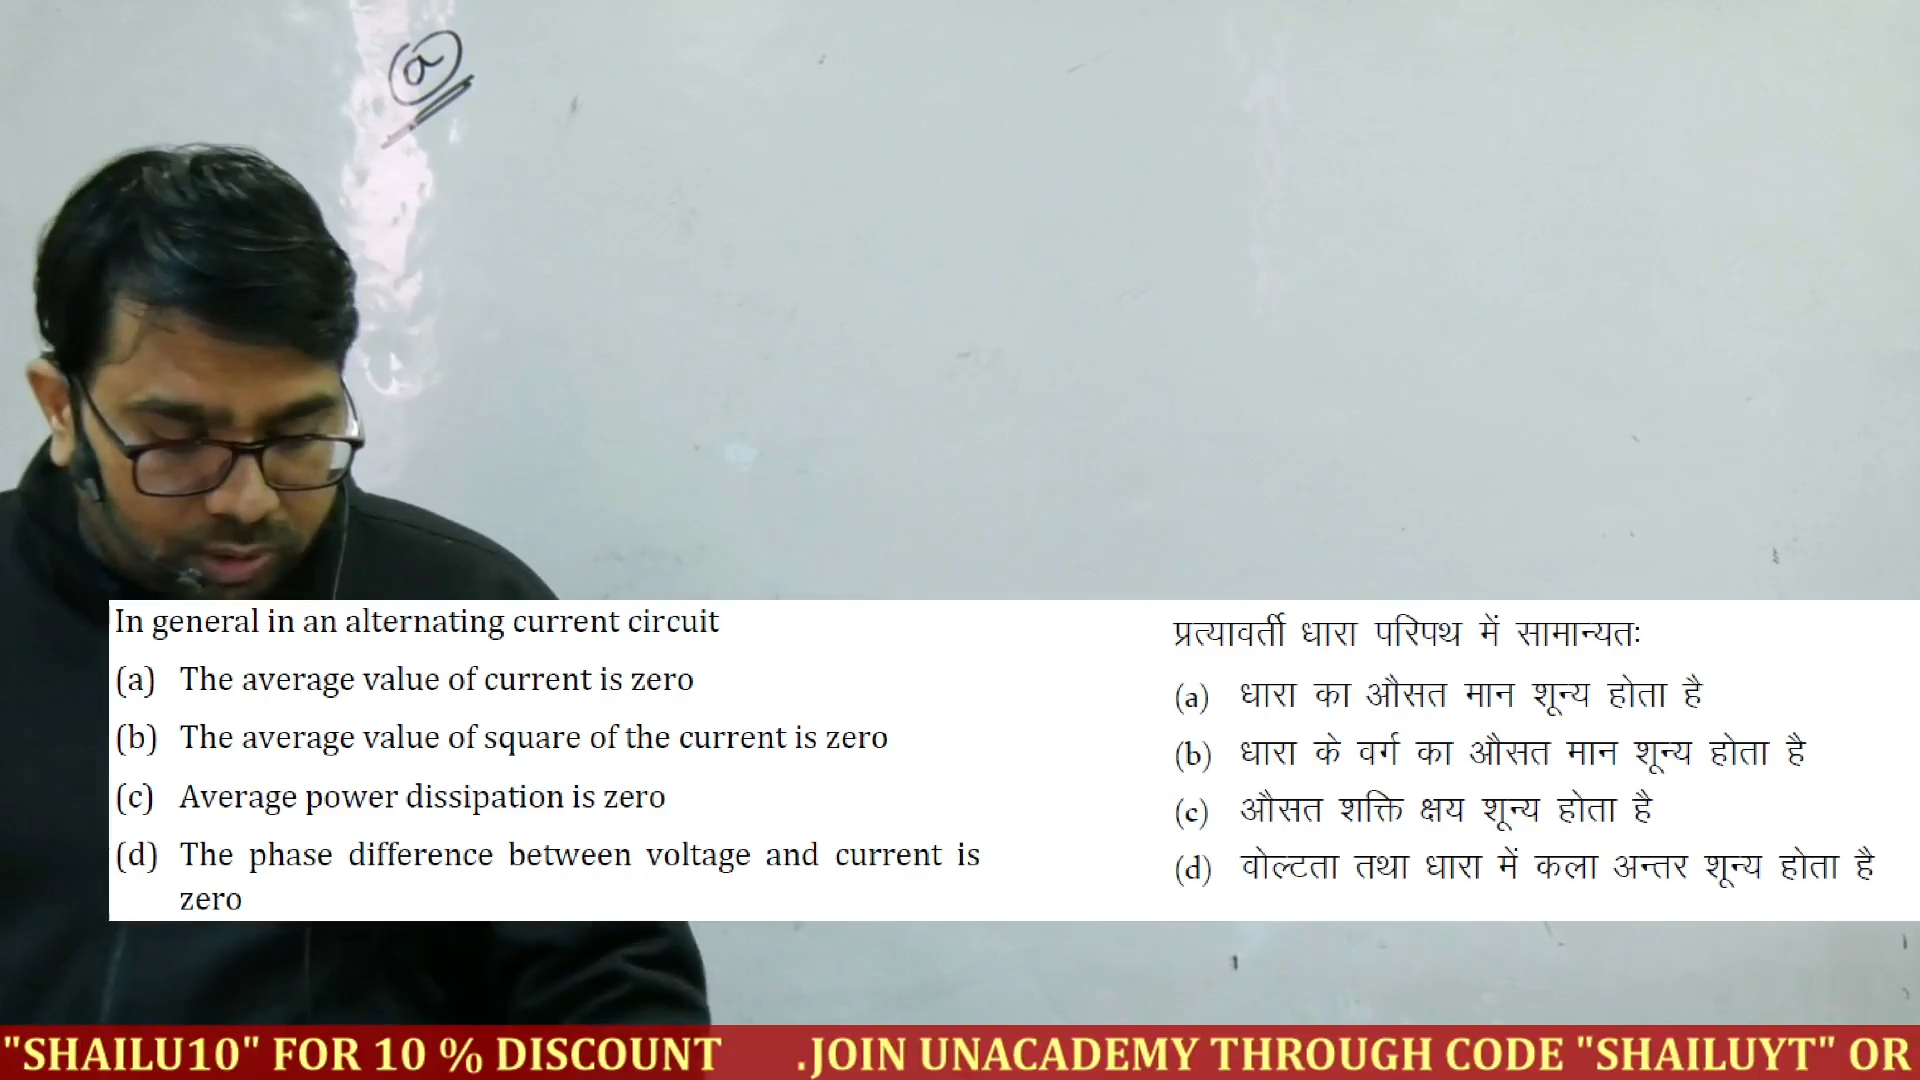 a
In general in an alternating current circuit
(a) The average value of current is zero
(b) The average value of square of the current is zero
(c) Average power dissipation is zero
(d) The phase difference between voltage and current is
zero
प्रत्यावर्ती धारा परिपथ में सामान्यतः
(a) धारा का औसत मान शून्य होता है
(b) धारा के वर्ग का औसत मान शून्य होता है
(c) औसत शक्ति क्षय शून्य होता है
(d) वोल्टता तथा धारा में कला अन्तर शून्य होता है
"SHAILU10" FOR 10 % DISCOUNT .JOIN UNACADEMY THROUGH CODE "SHAILUYT" OR